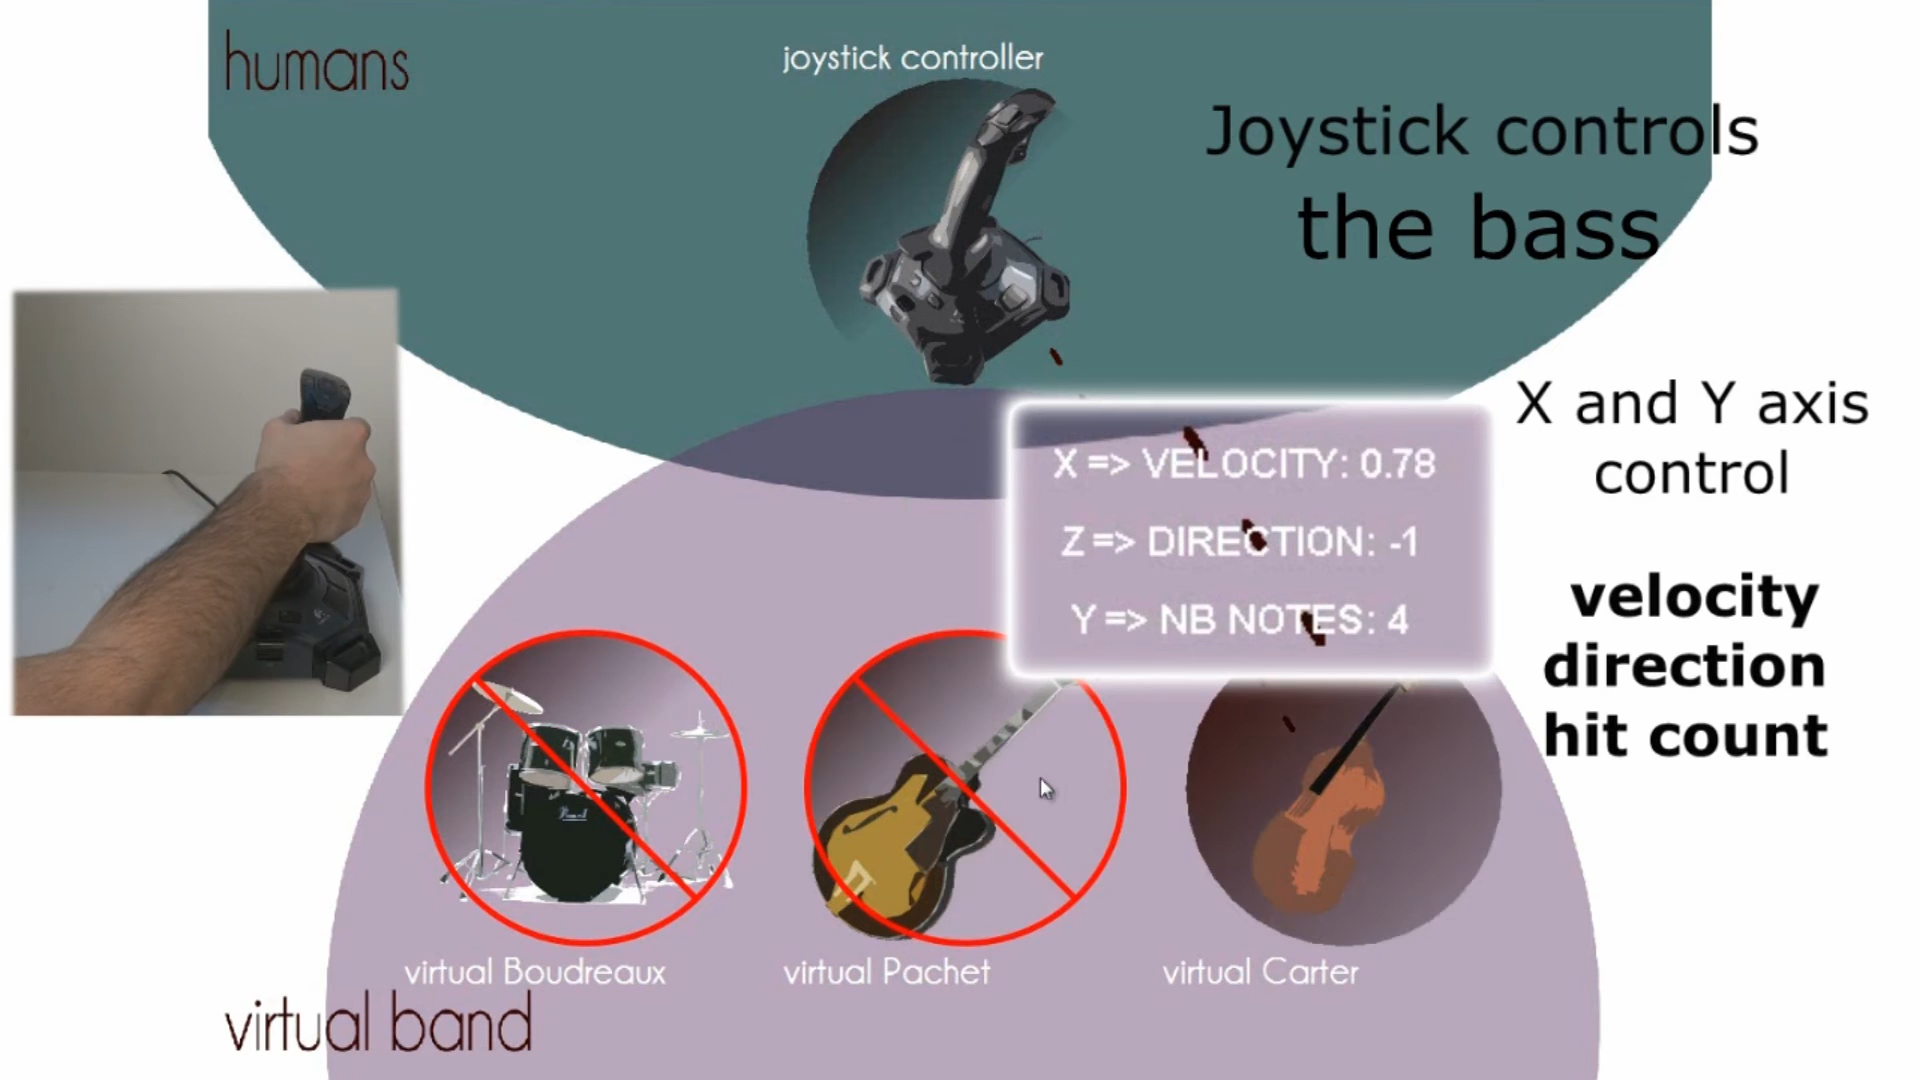 humans
joystick controller
Joystick controls
the bass
X and Y axis
control
X => VELOCITY: 0.78
Z => DIRECTION: -1
Y => NB NOTES: 4
velocity
direction
hit count
virtual Boudreaux
virtual Pachet
virtual Carter
virtual band